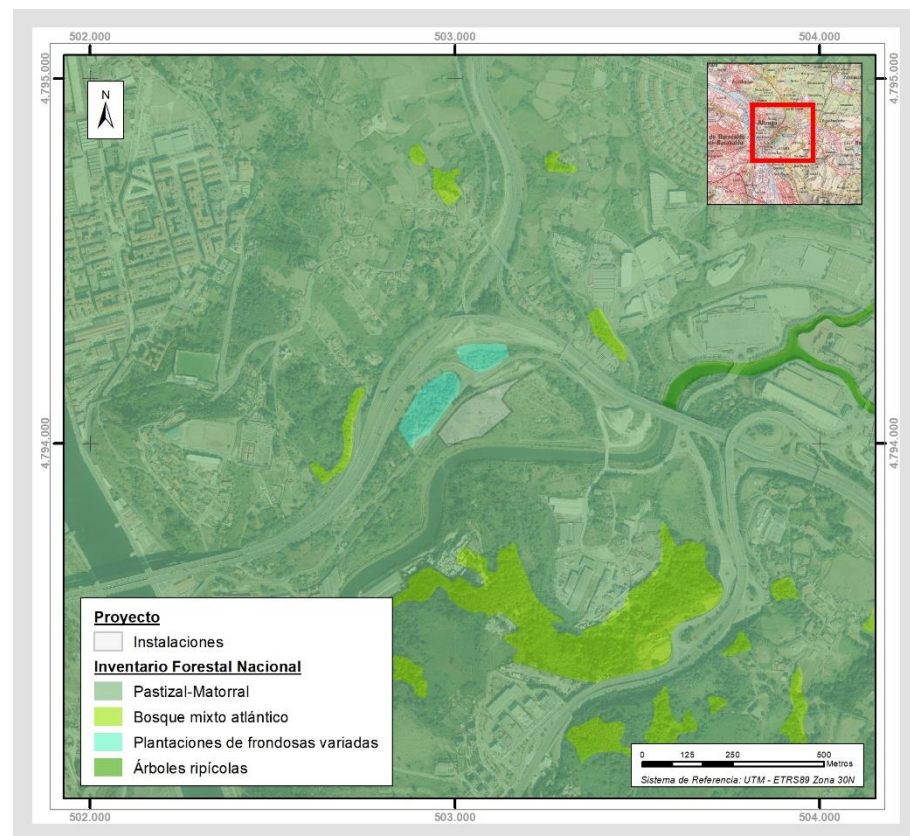 502.000 503.000 504.000
4.795.000 4.795.000
N
4.794.000 4.794.000
Proyecto
Instalaciones
Inventario Forestal Nacional
Pastizal-Matorral
Bosque mixto atlántico
Plantaciones de frondosas variadas
Árboles ripícolas
0 125 250 500
Metros
Sistema de Referencia: UTM - ETRS89 Zona 30N
502.000 503.000 504.000